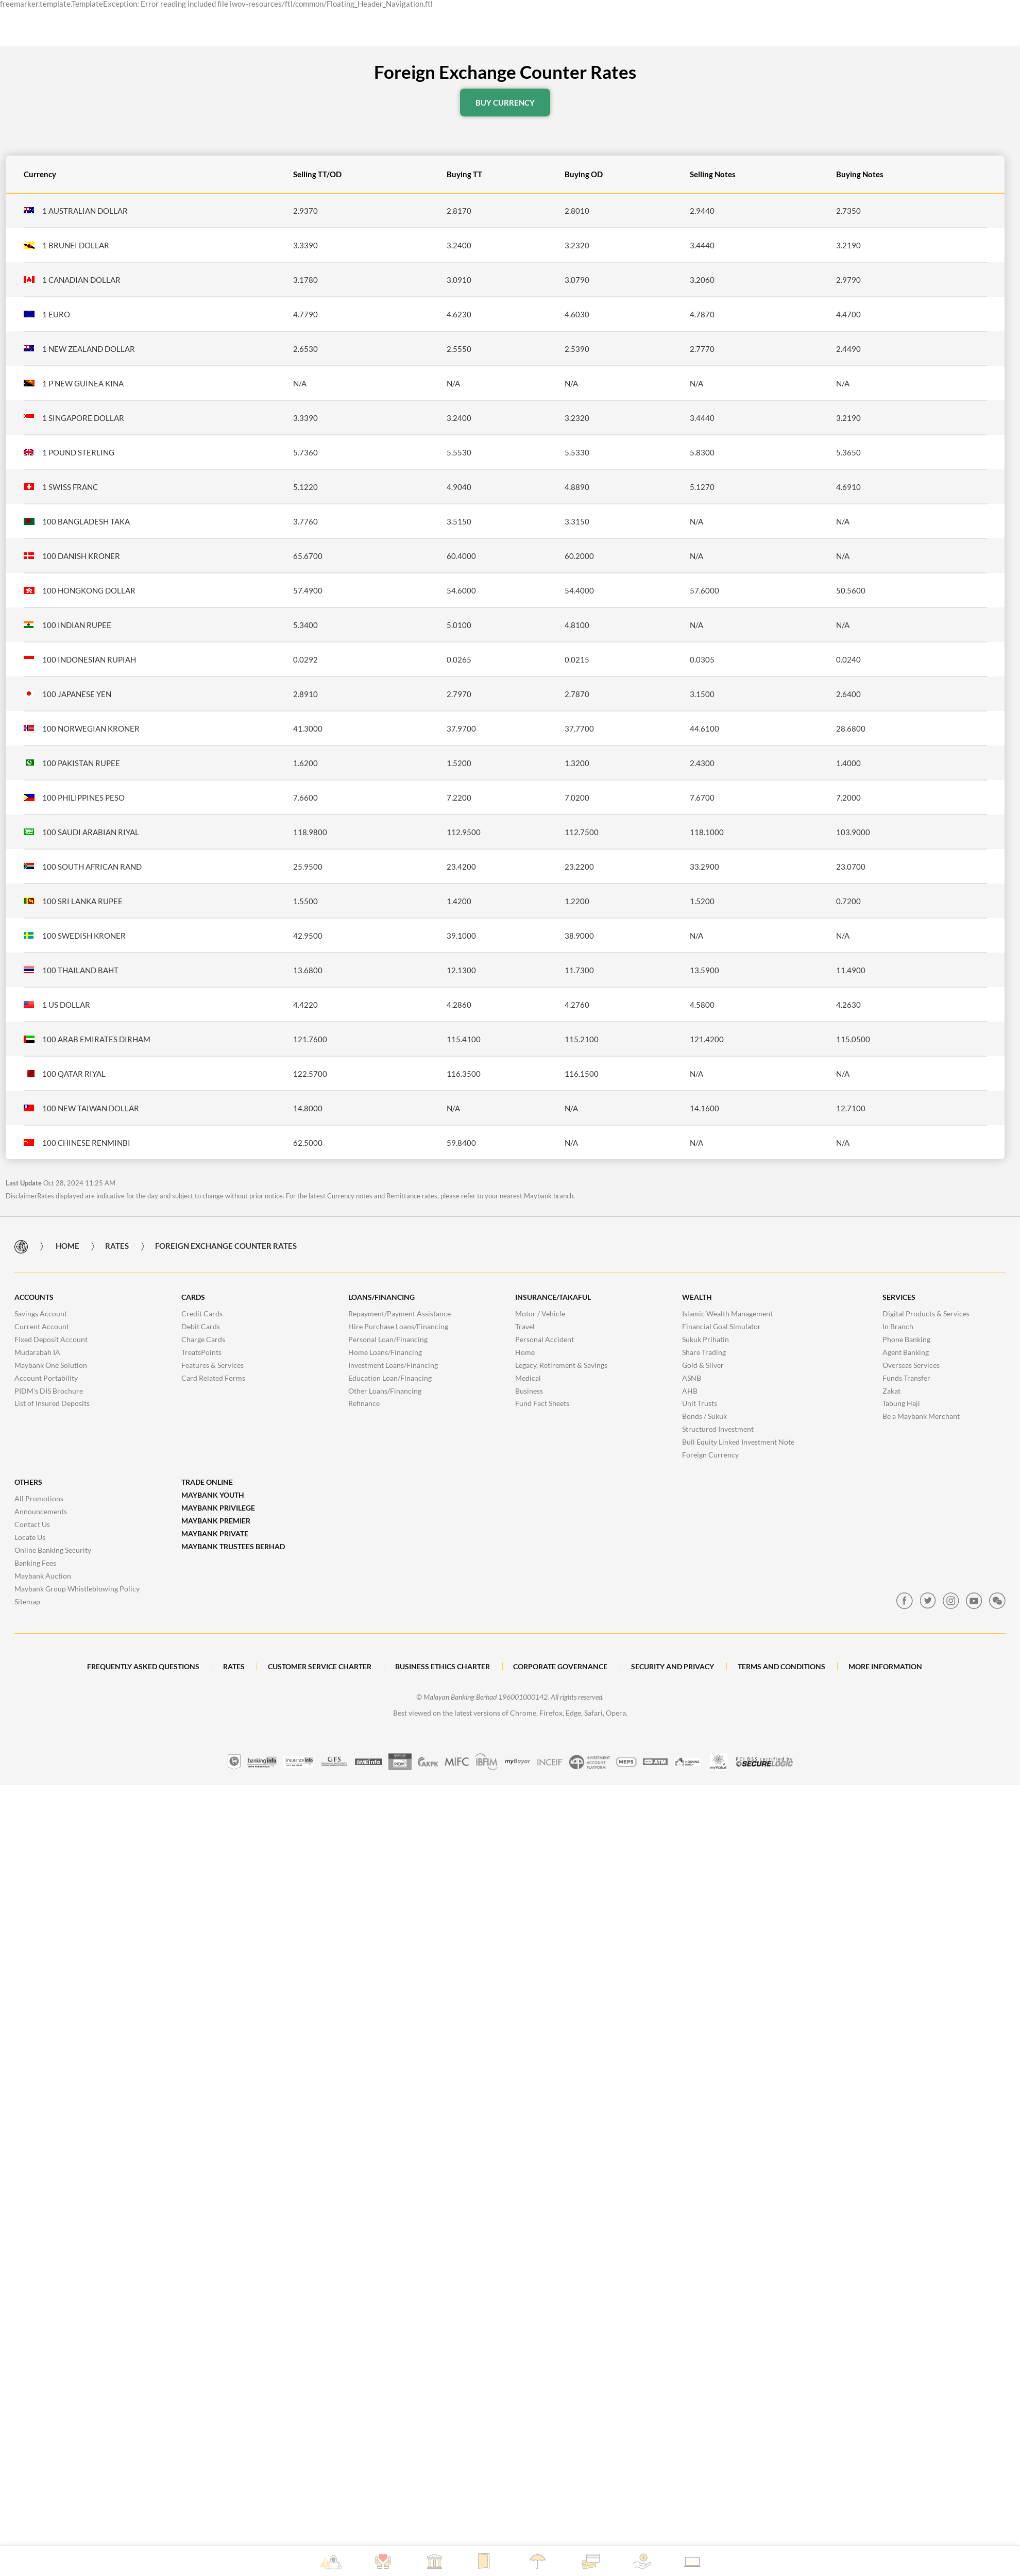 freemarker.template.TemplateException: Error reading included file iwov-resources/ftl/common/Floating_Header_Navigation.ftl
Foreign Exchange Counter Rates
BUY CURRENCY
Currency Selling TT/OD Buying TT Buying OD Selling Notes Buying Notes
1 AUSTRALIAN DOLLAR 2.9370 2.8170 2.8010 2.9440 2.7350
1 BRUNEI DOLLAR 3.3390 3.2400 3.2320 3.4440 3.2190
1 CANADIAN DOLLAR 3.1780 3.0910 3.0790 3.2060 2.9790
1 EURO 4.7790 4.6230 4.6030 4.7870 4.4700
1 NEW ZEALAND DOLLAR 2.6530 2.5550 2.5390 2.7770 2.4490
1 P NEW GUINEA KINA N/A N/A N/A N/A N/A
1 SINGAPORE DOLLAR 3.3390 3.2400 3.2320 3.4440 3.2190
1 POUND STERLING 5.7360 5.5530 5.5330 5.8300 5.3650
1 SWISS FRANC 5.1220 4.9040 4.8890 5.1270 4.6910
100 BANGLADESH TAKA 3.7760 3.5150 3.3150 N/A N/A
100 DANISH KRONER 65.6700 60.4000 60.2000 N/A N/A
100 HONGKONG DOLLAR 57.4900 54.6000 54.4000 57.6000 50.5600
100 INDIAN RUPEE 5.3400 5.0100 4.8100 N/A N/A
100 INDONESIAN RUPIAH 0.0292 0.0265 0.0215 0.0305 0.0240
100 JAPANESE YEN 2.8910 2.7970 2.7870 3.1500 2.6400
100 NORWEGIAN KRONER 41.3000 37.9700 37.7700 44.6100 28.6800
100 PAKISTAN RUPEE 1.6200 1.5200 1.3200 2.4300 1.4000
100 PHILIPPINES PESO 7.6600 7.2200 7.0200 7.6700 7.2000
100 SAUDI ARABIAN RIYAL 118.9800 112.9500 112.7500 118.1000 103.9000
100 SOUTH AFRICAN RAND 25.9500 23.4200 23.2200 33.2900 23.0700
100 SRI LANKA RUPEE 1.5500 1.4200 1.2200 1.5200 0.7200
100 SWEDISH KRONER 42.9500 39.1000 38.9000 N/A N/A
100 THAILAND BAHT 13.6800 12.1300 11.7300 13.5900 11.4900
1 US DOLLAR 4.4220 4.2860 4.2760 4.5800 4.2630
100 ARAB EMIRATES DIRHAM 121.7600 115.4100 115.2100 121.4200 115.0500
100 QATAR RIYAL 122.5700 116.3500 116.1500 N/A N/A
100 NEW TAIWAN DOLLAR 14.8000 N/A N/A 14.1600 12.7100
100 CHINESE RENMINBI 62.5000 59.8400 N/A N/A N/A
Last Update Oct 28, 2024 11:25 AM
DisclaimerRates displayed are indicative for the day and subject to change without prior notice. For the latest Currency notes and Remittance rates, please refer to your nearest Maybank branch.
HOME RATES FOREIGN EXCHANGE COUNTER RATES
ACCOUNTS
Savings Account
Current Account
Fixed Deposit Account
Mudarabah IA
Maybank One Solution
Account Portability
PIDM's DIS Brochure
List of Insured Deposits
CARDS
Credit Cards
Debit Cards
Charge Cards
TreatsPoints
Features & Services
Card Related Forms
LOANS/FINANCING
Repayment/Payment Assistance
Hire Purchase Loans/Financing
Personal Loan/Financing
Home Loans/Financing
Investment Loans/Financing
Education Loan/Financing
Other Loans/Financing
Refinance
INSURANCE/TAKAFUL
Motor / Vehicle
Travel
Personal Accident
Home
Legacy, Retirement & Savings
Medical
Business
Fund Fact Sheets
WEALTH
Islamic Wealth Management
Financial Goal Simulator
Sukuk Prihatin
Share Trading
Gold & Silver
ASNB
AHB
Unit Trusts
Bonds / Sukuk
Structured Investment
Bull Equity Linked Investment Note
Foreign Currency
SERVICES
Digital Products & Services
In Branch
Phone Banking
Agent Banking
Overseas Services
Funds Transfer
Zakat
Tabung Haji
Be a Maybank Merchant
OTHERS
All Promotions
Announcements
Contact Us
Locate Us
Online Banking Security
Banking Fees
Maybank Auction
Maybank Group Whistleblowing Policy
Sitemap
TRADE ONLINE
MAYBANK YOUTH
MAYBANK PRIVILEGE
MAYBANK PREMIER
MAYBANK PRIVATE
MAYBANK TRUSTEES BERHAD
FREQUENTLY ASKED QUESTIONS RATES CUSTOMER SERVICE CHARTER BUSINESS ETHICS CHARTER CORPORATE GOVERNANCE SECURITY AND PRIVACY TERMS AND CONDITIONS MORE INFORMATION
© Malayan Banking Berhad 196001000142. All rights reserved.
Best viewed on the latest versions of Chrome, Firefox, Edge, Safari, Opera.
bankinginfo insuranceinfo GFS SMEinfo AKPK MIFC IBFIM myBayar INCEIF INVESTMENT ACCOUNT PLATFORM MEPS ATM SECURELOGIC